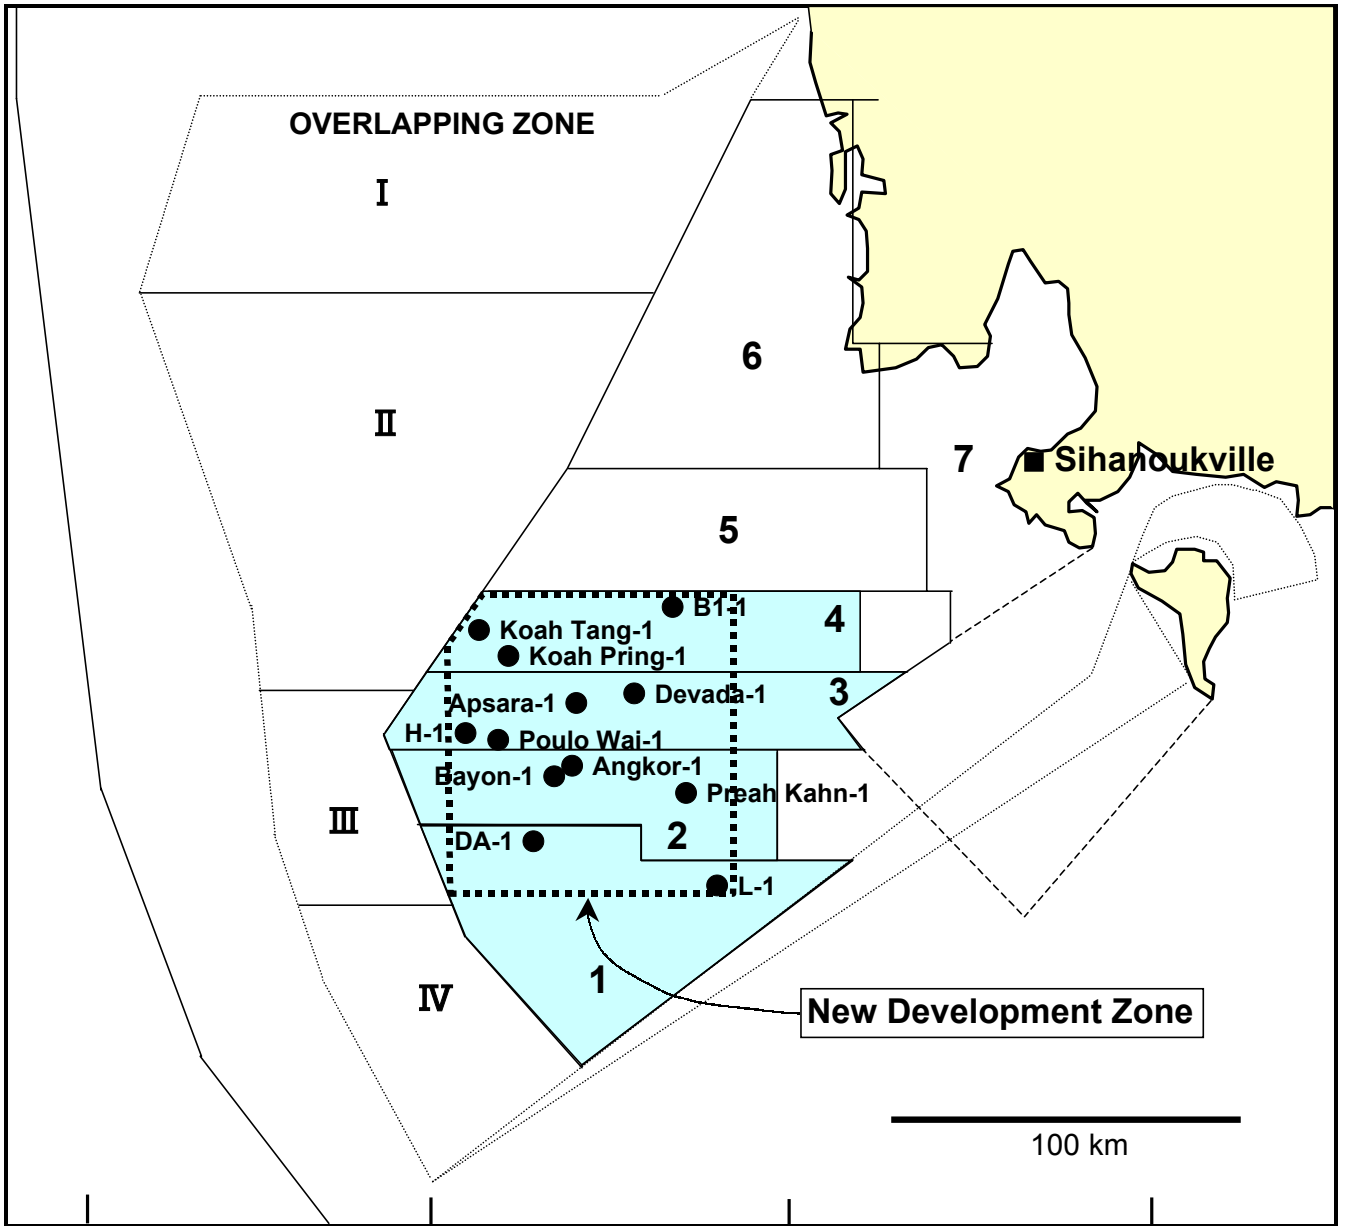 OVERLAPPING ZONE
I
II
6
7
Sihanoukville
5
B1-1
4
Koah Tang-1
Koah Pring-1
3
Devada-1
Apsara-1
H-1
Poulo Wai-1
Angkor-1
Bayon-1
Preah Kahn-1
III
2
DA-1
L-1
1
IV
New Development Zone
100 km